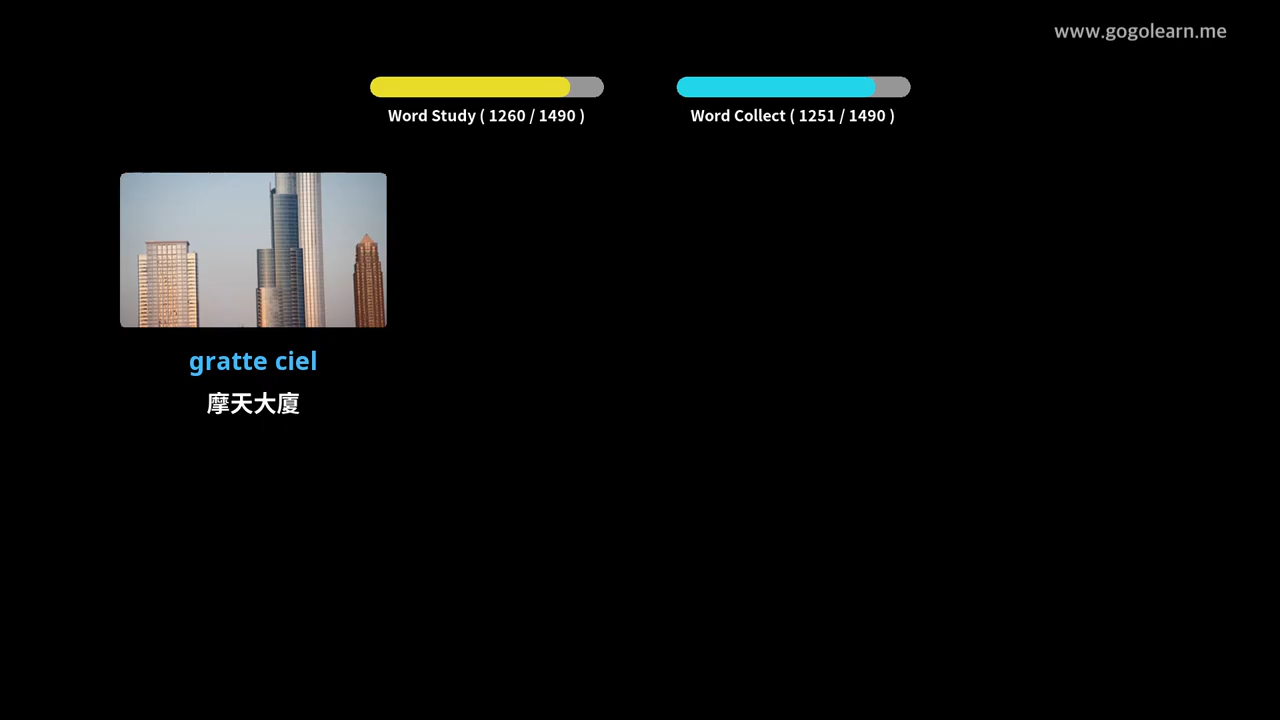 www.gogolearn.me
Word Study ( 1260 / 1490 )
Word Collect ( 1251 / 1490 )
gratte ciel
摩天大廈